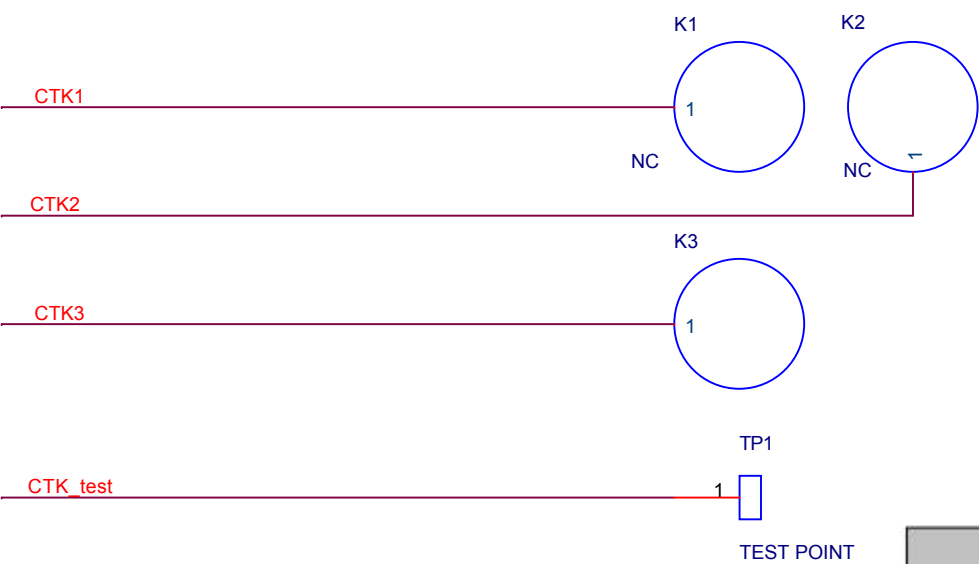 K1
K2
CTK1
1
NC
1
NC
CTK2
K3
CTK3
1
TP1
CTK_test
1
TEST POINT